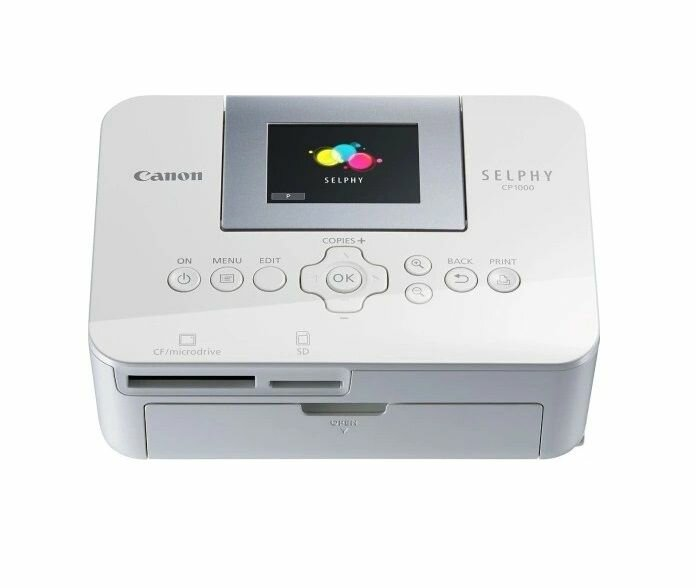 SELPHY
P
Canon
SELPHY
CP1000
COPIES+
ON MENU EDIT
OK
BACK PRINT
CF/microdrive
SD
OPEN